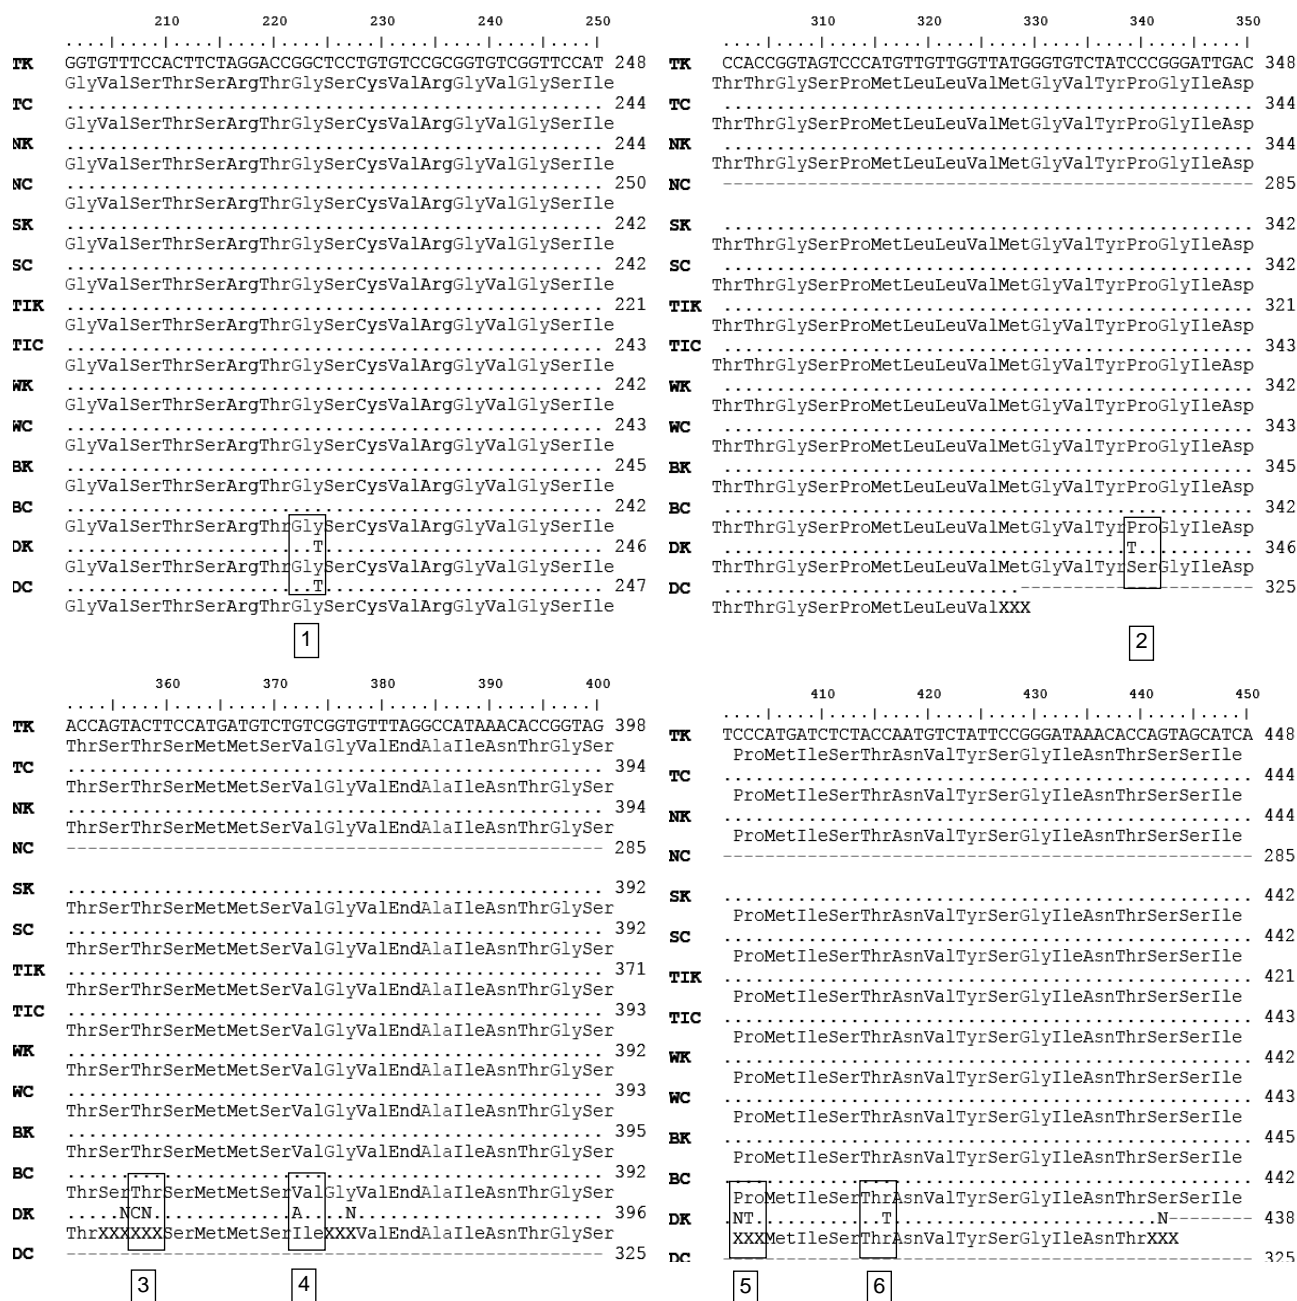 210 220 230 240 250
TK GGTGTTTCCACTTCTAGGACCGGCTCCTGTGTCCGCGGTGTCGGTTCCAT 248
GlyValSerThrSerArgThrGlySerCysValArgGlyValGlySerIle
TC .................................................. 244
GlyValSerThrSerArgThrGlySerCysValArgGlyValGlySerIle
NK .................................................. 244
GlyValSerThrSerArgThrGlySerCysValArgGlyValGlySerIle
NC .................................................. 250
GlyValSerThrSerArgThrGlySerCysValArgGlyValGlySerIle
SK .................................................. 242
GlyValSerThrSerArgThrGlySerCysValArgGlyValGlySerIle
SC .................................................. 242
GlyValSerThrSerArgThrGlySerCysValArgGlyValGlySerIle
TIK .................................................. 221
GlyValSerThrSerArgThrGlySerCysValArgGlyValGlySerIle
TIC .................................................. 243
GlyValSerThrSerArgThrGlySerCysValArgGlyValGlySerIle
WK .................................................. 242
GlyValSerThrSerArgThrGlySerCysValArgGlyValGlySerIle
WC .................................................. 243
GlyValSerThrSerArgThrGlySerCysValArgGlyValGlySerIle
BK .................................................. 245
GlyValSerThrSerArgThrGlySerCysValArgGlyValGlySerIle
BC .................................................. 242
GlyValSerThrSerArgThrGlySerCysValArgGlyValGlySerIle
DK .......................T.......................... 246
GlyValSerThrSerArgThrGlySerCysValArgGlyValGlySerIle
DC .......................T.......................... 247
GlyValSerThrSerArgThrGlySerCysValArgGlyValGlySerIle
1
310 320 330 340 350
TK CCACCGGTAGTCCCATGTTGTTGGTTATGGGTGTCTATCCCGGGATTGAC 348
ThrThrGlySerProMetLeuLeuValMetGlyValTyrProGlyIleAsp
TC .................................................. 344
ThrThrGlySerProMetLeuLeuValMetGlyValTyrProGlyIleAsp
NK .................................................. 344
ThrThrGlySerProMetLeuLeuValMetGlyValTyrProGlyIleAsp
NC -------------------------------------------------- 285
SK .................................................. 342
ThrThrGlySerProMetLeuLeuValMetGlyValTyrProGlyIleAsp
SC .................................................. 342
ThrThrGlySerProMetLeuLeuValMetGlyValTyrProGlyIleAsp
TIK .................................................. 321
ThrThrGlySerProMetLeuLeuValMetGlyValTyrProGlyIleAsp
TIC .................................................. 343
ThrThrGlySerProMetLeuLeuValMetGlyValTyrProGlyIleAsp
WK .................................................. 342
ThrThrGlySerProMetLeuLeuValMetGlyValTyrProGlyIleAsp
WC .................................................. 343
ThrThrGlySerProMetLeuLeuValMetGlyValTyrProGlyIleAsp
BK .................................................. 345
ThrThrGlySerProMetLeuLeuValMetGlyValTyrProGlyIleAsp
BC .................................................. 342
ThrThrGlySerProMetLeuLeuValMetGlyValTyrProGlyIleAsp
DK ......................................T........... 346
ThrThrGlySerProMetLeuLeuValMetGlyValTyrSerGlyIleAsp
DC ............................---------------------- 325
ThrThrGlySerProMetLeuLeuValXXX
2
360 370 380 390 400
TK ACCAGTACTTCCATGATGTCTGTCGGTGTTTAGGCCATAAACACCGGTAG 398
ThrSerThrSerMetMetSerValGlyValEndAlaIleAsnThrGlySer
TC .................................................. 394
ThrSerThrSerMetMetSerValGlyValEndAlaIleAsnThrGlySer
NK .................................................. 394
ThrSerThrSerMetMetSerValGlyValEndAlaIleAsnThrGlySer
NC -------------------------------------------------- 285
SK .................................................. 392
ThrSerThrSerMetMetSerValGlyValEndAlaIleAsnThrGlySer
SC .................................................. 392
ThrSerThrSerMetMetSerValGlyValEndAlaIleAsnThrGlySer
TIK .................................................. 371
ThrSerThrSerMetMetSerValGlyValEndAlaIleAsnThrGlySer
TIC .................................................. 393
ThrSerThrSerMetMetSerValGlyValEndAlaIleAsnThrGlySer
WK .................................................. 392
ThrSerThrSerMetMetSerValGlyValEndAlaIleAsnThrGlySer
WC .................................................. 393
ThrSerThrSerMetMetSerValGlyValEndAlaIleAsnThrGlySer
BK .................................................. 395
ThrSerThrSerMetMetSerValGlyValEndAlaIleAsnThrGlySer
BC .................................................. 392
ThrSerThrSerMetMetSerValGlyValEndAlaIleAsnThrGlySer
DK .....NCN.............A....N....................... 396
ThrXXXXXXSerMetMetSerIleXXXValEndAlaIleAsnThrGlySer
DC -------------------------------------------------- 325
3 4
410 420 430 440 450
TK TCCCATGATCTCTACCAATGTCTATTCCGGGATAAACACCAGTAGCATCA 448
ProMetIleSerThrAsnValTyrSerGlyIleAsnThrSerSerIle
TC .................................................. 444
ProMetIleSerThrAsnValTyrSerGlyIleAsnThrSerSerIle
NK .................................................. 444
ProMetIleSerThrAsnValTyrSerGlyIleAsnThrSerSerIle
NC -------------------------------------------------- 285
SK .................................................. 442
ProMetIleSerThrAsnValTyrSerGlyIleAsnThrSerSerIle
SC .................................................. 442
ProMetIleSerThrAsnValTyrSerGlyIleAsnThrSerSerIle
TIK .................................................. 421
ProMetIleSerThrAsnValTyrSerGlyIleAsnThrSerSerIle
TIC .................................................. 443
ProMetIleSerThrAsnValTyrSerGlyIleAsnThrSerSerIle
WK .................................................. 442
ProMetIleSerThrAsnValTyrSerGlyIleAsnThrSerSerIle
WC .................................................. 443
ProMetIleSerThrAsnValTyrSerGlyIleAsnThrSerSerIle
BK .................................................. 445
ProMetIleSerThrAsnValTyrSerGlyIleAsnThrSerSerIle
BC .................................................. 442
ProMetIleSerThrAsnValTyrSerGlyIleAsnThrSerSerIle
DK .NT............T.........................N-------- 438
XXXMetIleSerThrAsnValTyrSerGlyIleAsnThrXXX
DC -------------------------------------------------- 325
5 6